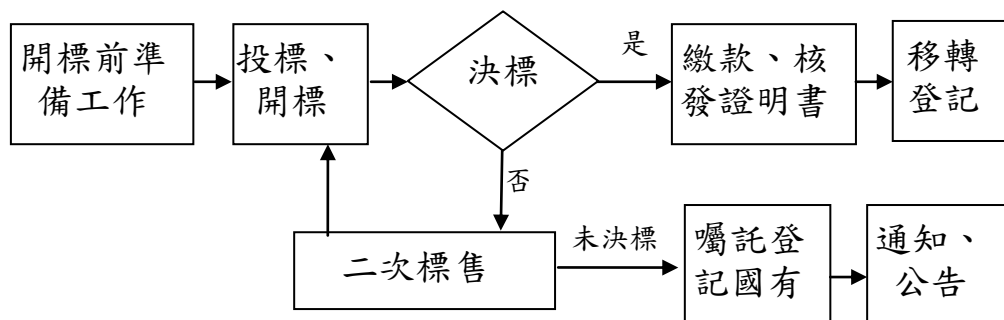 開標前準
備工作
投標、
開標
決標
是
繳款、核
發證明書
移轉
登記
否
二次標售
未決標
囑託登
記國有
通知、
公告